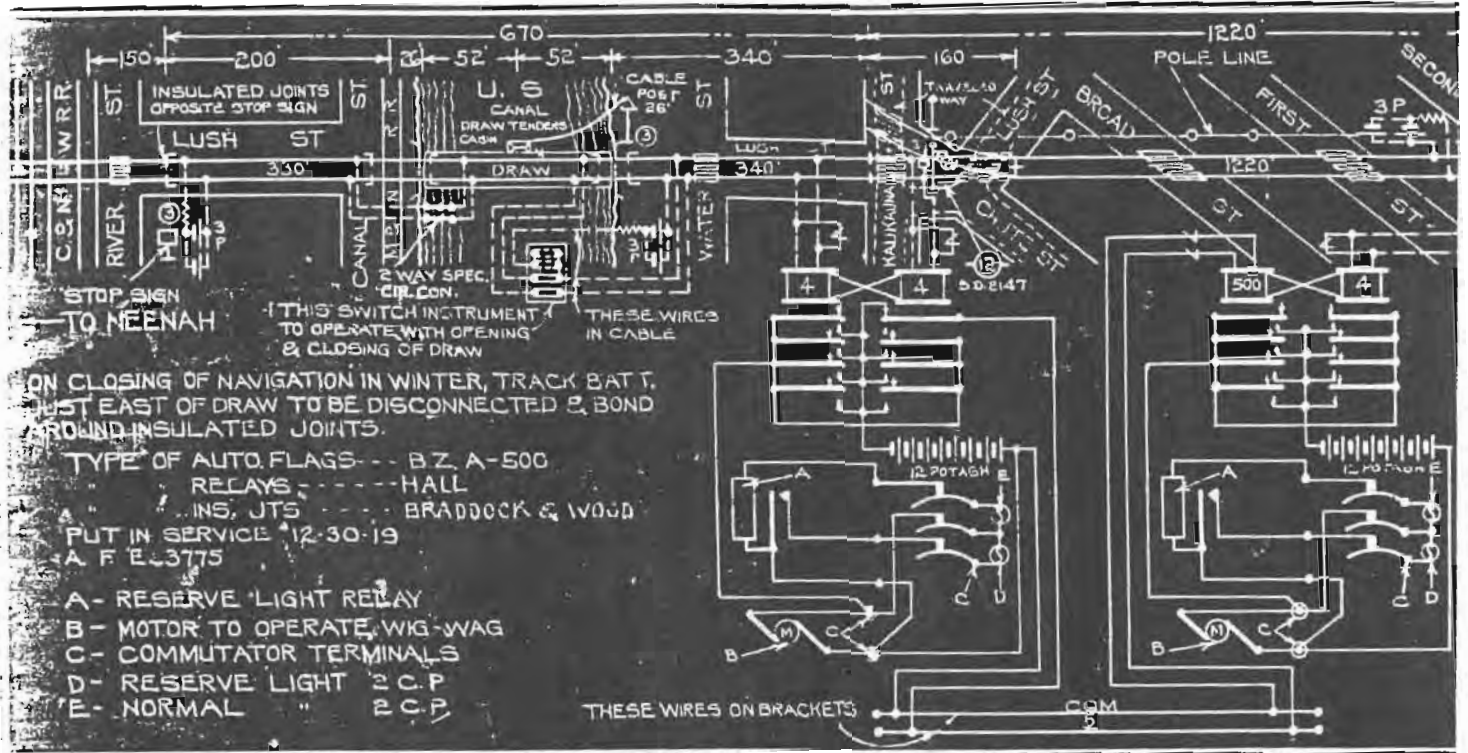 670
1220
150'
200'
26'
52'
52'
340'
160
POLE LINE
C. & N.W. R.R.
RIVER ST.
INSULATED JOINTS
OPPOSITE STOP SIGN
LUSH ST
CANAL ST
R R
U. S
CANAL
DRAW TENDERS
CABIN
CABLE
POST
26'
3
WATER ST
LUSH ST
KAUKAUNA ST
TRAVELED
WAY
LUSH ST
BROAD ST
FIRST ST
SECOND
3 P
330'
DRAW
340'
1220'
CHUTE ST
3
3
P
3
P
2 WAY SPEC.
CIR. CON.
S.D. 2147
STOP SIGN
TO NEENAH
THIS SWITCH INSTRUMENT
TO OPERATE WITH OPENING
& CLOSING OF DRAW
THESE WIRES
IN CABLE
4
4
500
4
ON CLOSING OF NAVIGATION IN WINTER, TRACK BATT.
JUST EAST OF DRAW TO BE DISCONNECTED & BOND
AROUND INSULATED JOINTS.
TYPE OF AUTO. FLAGS --- B.Z. A-500
" " RELAYS ------ HALL
" " INS. JTS ----- BRADDOCK & WOOD
PUT IN SERVICE 12-30-19
A F E 3775
A - RESERVE LIGHT RELAY
B - MOTOR TO OPERATE WIG-WAG
C - COMMUTATOR TERMINALS
D - RESERVE LIGHT 2 C.P
E - NORMAL " 2 C.P.
A
12 POTASH
E
C
D
B
M
C
A
12 POTASH E
C
D
B
M
C
THESE WIRES ON BRACKETS
COM